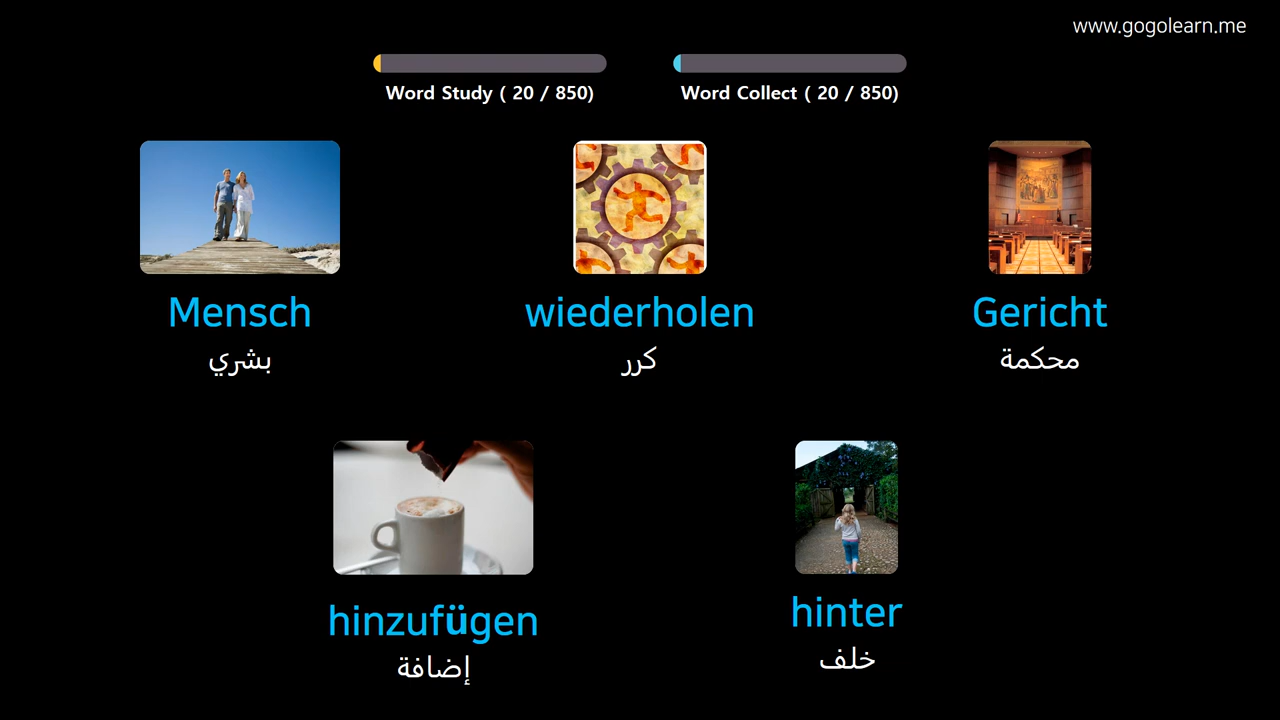 www.gogolearn.me
Word Study ( 20 / 850)
Word Collect ( 20 / 850)
Mensch
بشري
wiederholen
كرر
Gericht
محكمة
hinzufügen
إضافة
hinter
خلف